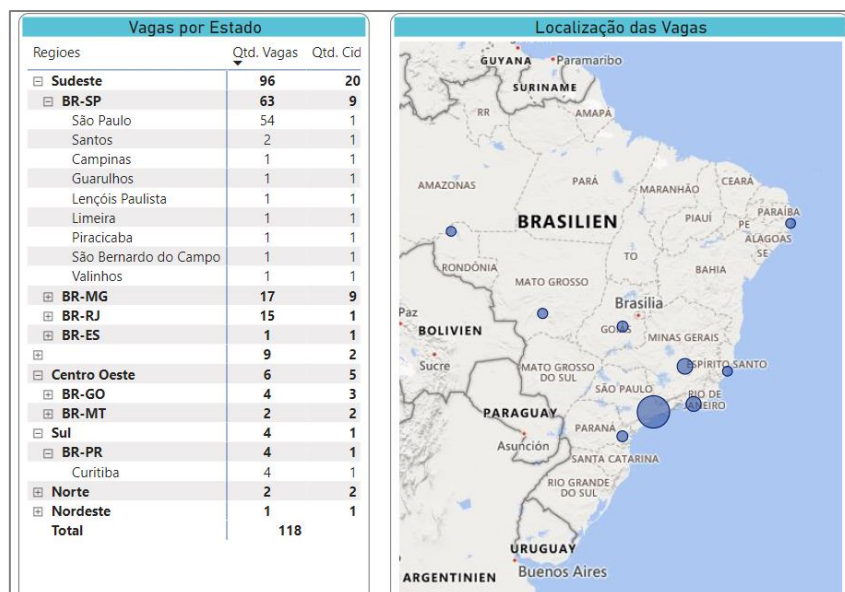 Vagas por Estado
Regioes Qtd. Vagas Qtd. Cid
Sudeste 96 20
BR-SP 63 9
São Paulo 54 1
Santos 2 1
Campinas 1 1
Guarulhos 1 1
Lençóis Paulista 1 1
Limeira 1 1
Piracicaba 1 1
São Bernardo do Campo 1 1
Valinhos 1 1
BR-MG 17 9
BR-RJ 15 1
BR-ES 1 1
9 2
Centro Oeste 6 5
BR-GO 4 3
BR-MT 2 2
Sul 4 1
BR-PR 4 1
Curitiba 4 1
Norte 2 2
Nordeste 1 1
Total 118
Localização das Vagas
GUYANA Paramaribo
SURINAME
RR AMAPÁ
AMAZONAS PARÁ MARANHÃO CEARÁ
BRASILIEN PIAUÍ PE PARAÍBA
ALAGOAS
SE
RONDÔNIA TO BAHIA
MATO GROSSO
Paz Brasília
BOLIVIEN GOIÁS MINAS GERAIS
Sucre MATO GROSSO DO SUL ESPÍRITO SANTO
SÃO PAULO RIO DE JANEIRO
PARAGUAY PARANÁ
Asunción
SANTA CATARINA
RIO GRANDE DO SUL
URUGUAY
ARGENTINIEN Buenos Aires